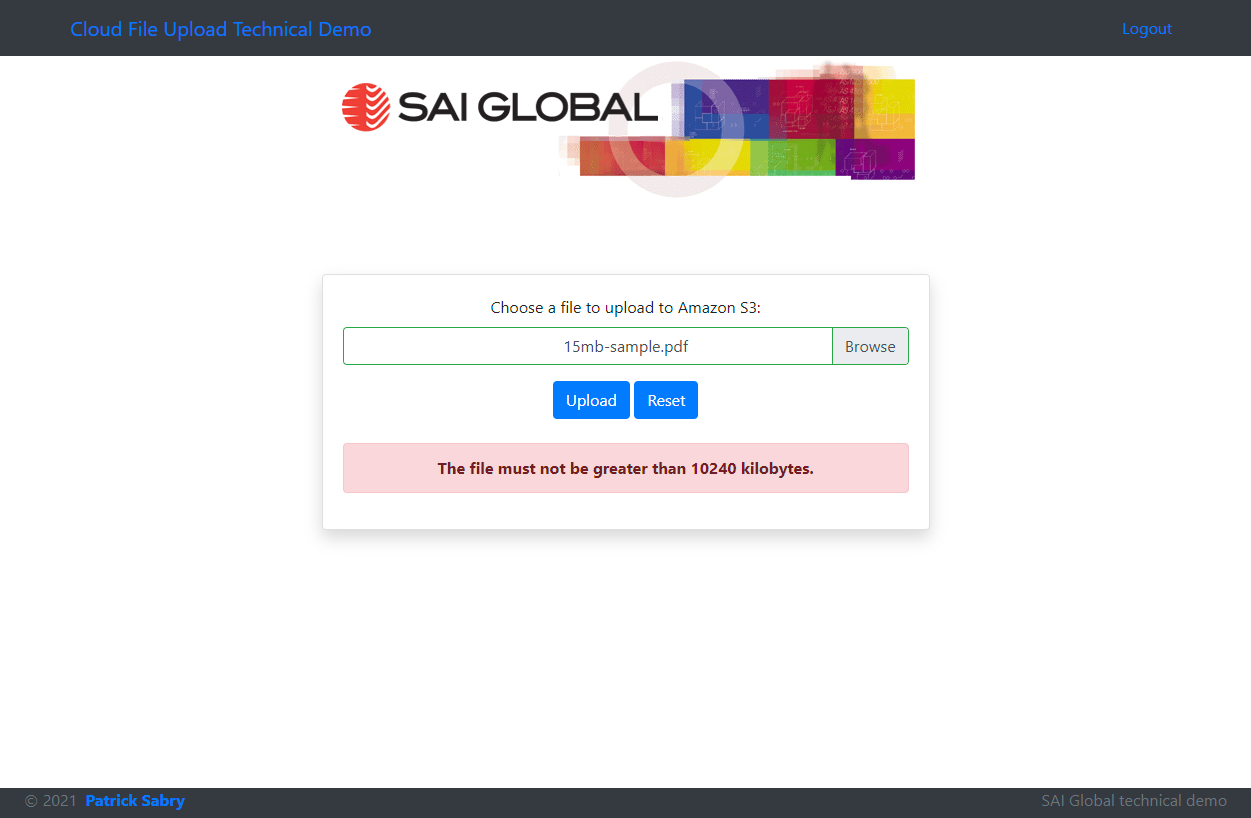 Cloud File Upload Technical Demo
Logout
SAI GLOBAL
Choose a file to upload to Amazon S3:
15mb-sample.pdf
Browse
Upload
Reset
The file must not be greater than 10240 kilobytes.
© 2021 Patrick Sabry
SAI Global technical demo